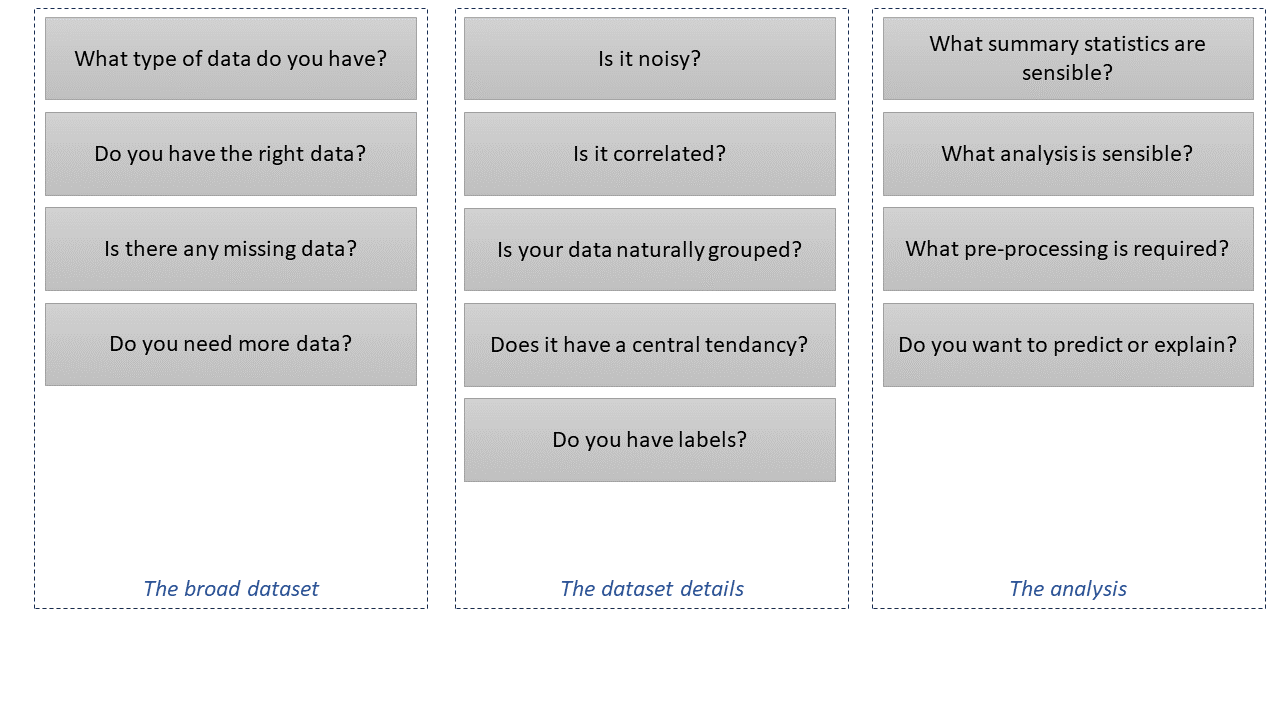 What type of data do you have?
Do you have the right data?
Is there any missing data?
Do you need more data?
The broad dataset
Is it noisy?
Is it correlated?
Is your data naturally grouped?
Does it have a central tendancy?
Do you have labels?
The dataset details
What summary statistics are
sensible?
What analysis is sensible?
What pre-processing is required?
Do you want to predict or explain?
The analysis